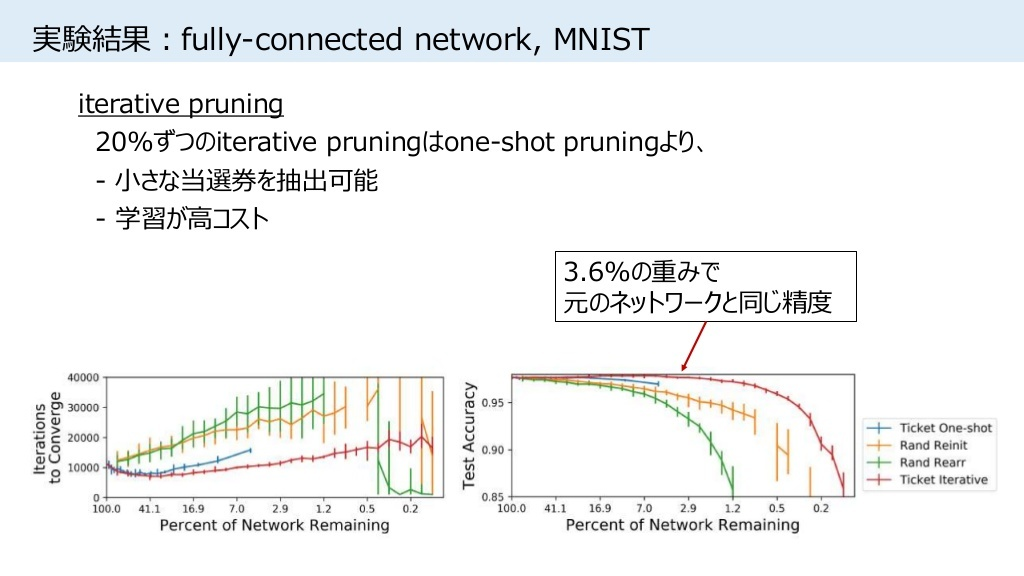 実験結果：fully-connected network, MNIST
iterative pruning
20%ずつのiterative pruningはone-shot pruningより、
- 小さな当選券を抽出可能
- 学習が高コスト
3.6%の重みで
元のネットワークと同じ精度
Iterations
to Converge
40000
30000
20000
10000
0
100.0 41.1 16.9 7.0 2.9 1.2 0.5 0.2
Percent of Network Remaining
Test Accuracy
0.95
0.90
0.85
100.0 41.1 16.9 7.0 2.9 1.2 0.5 0.2
Percent of Network Remaining
Ticket One-shot
Rand Reinit
Rand Rearr
Ticket Iterative